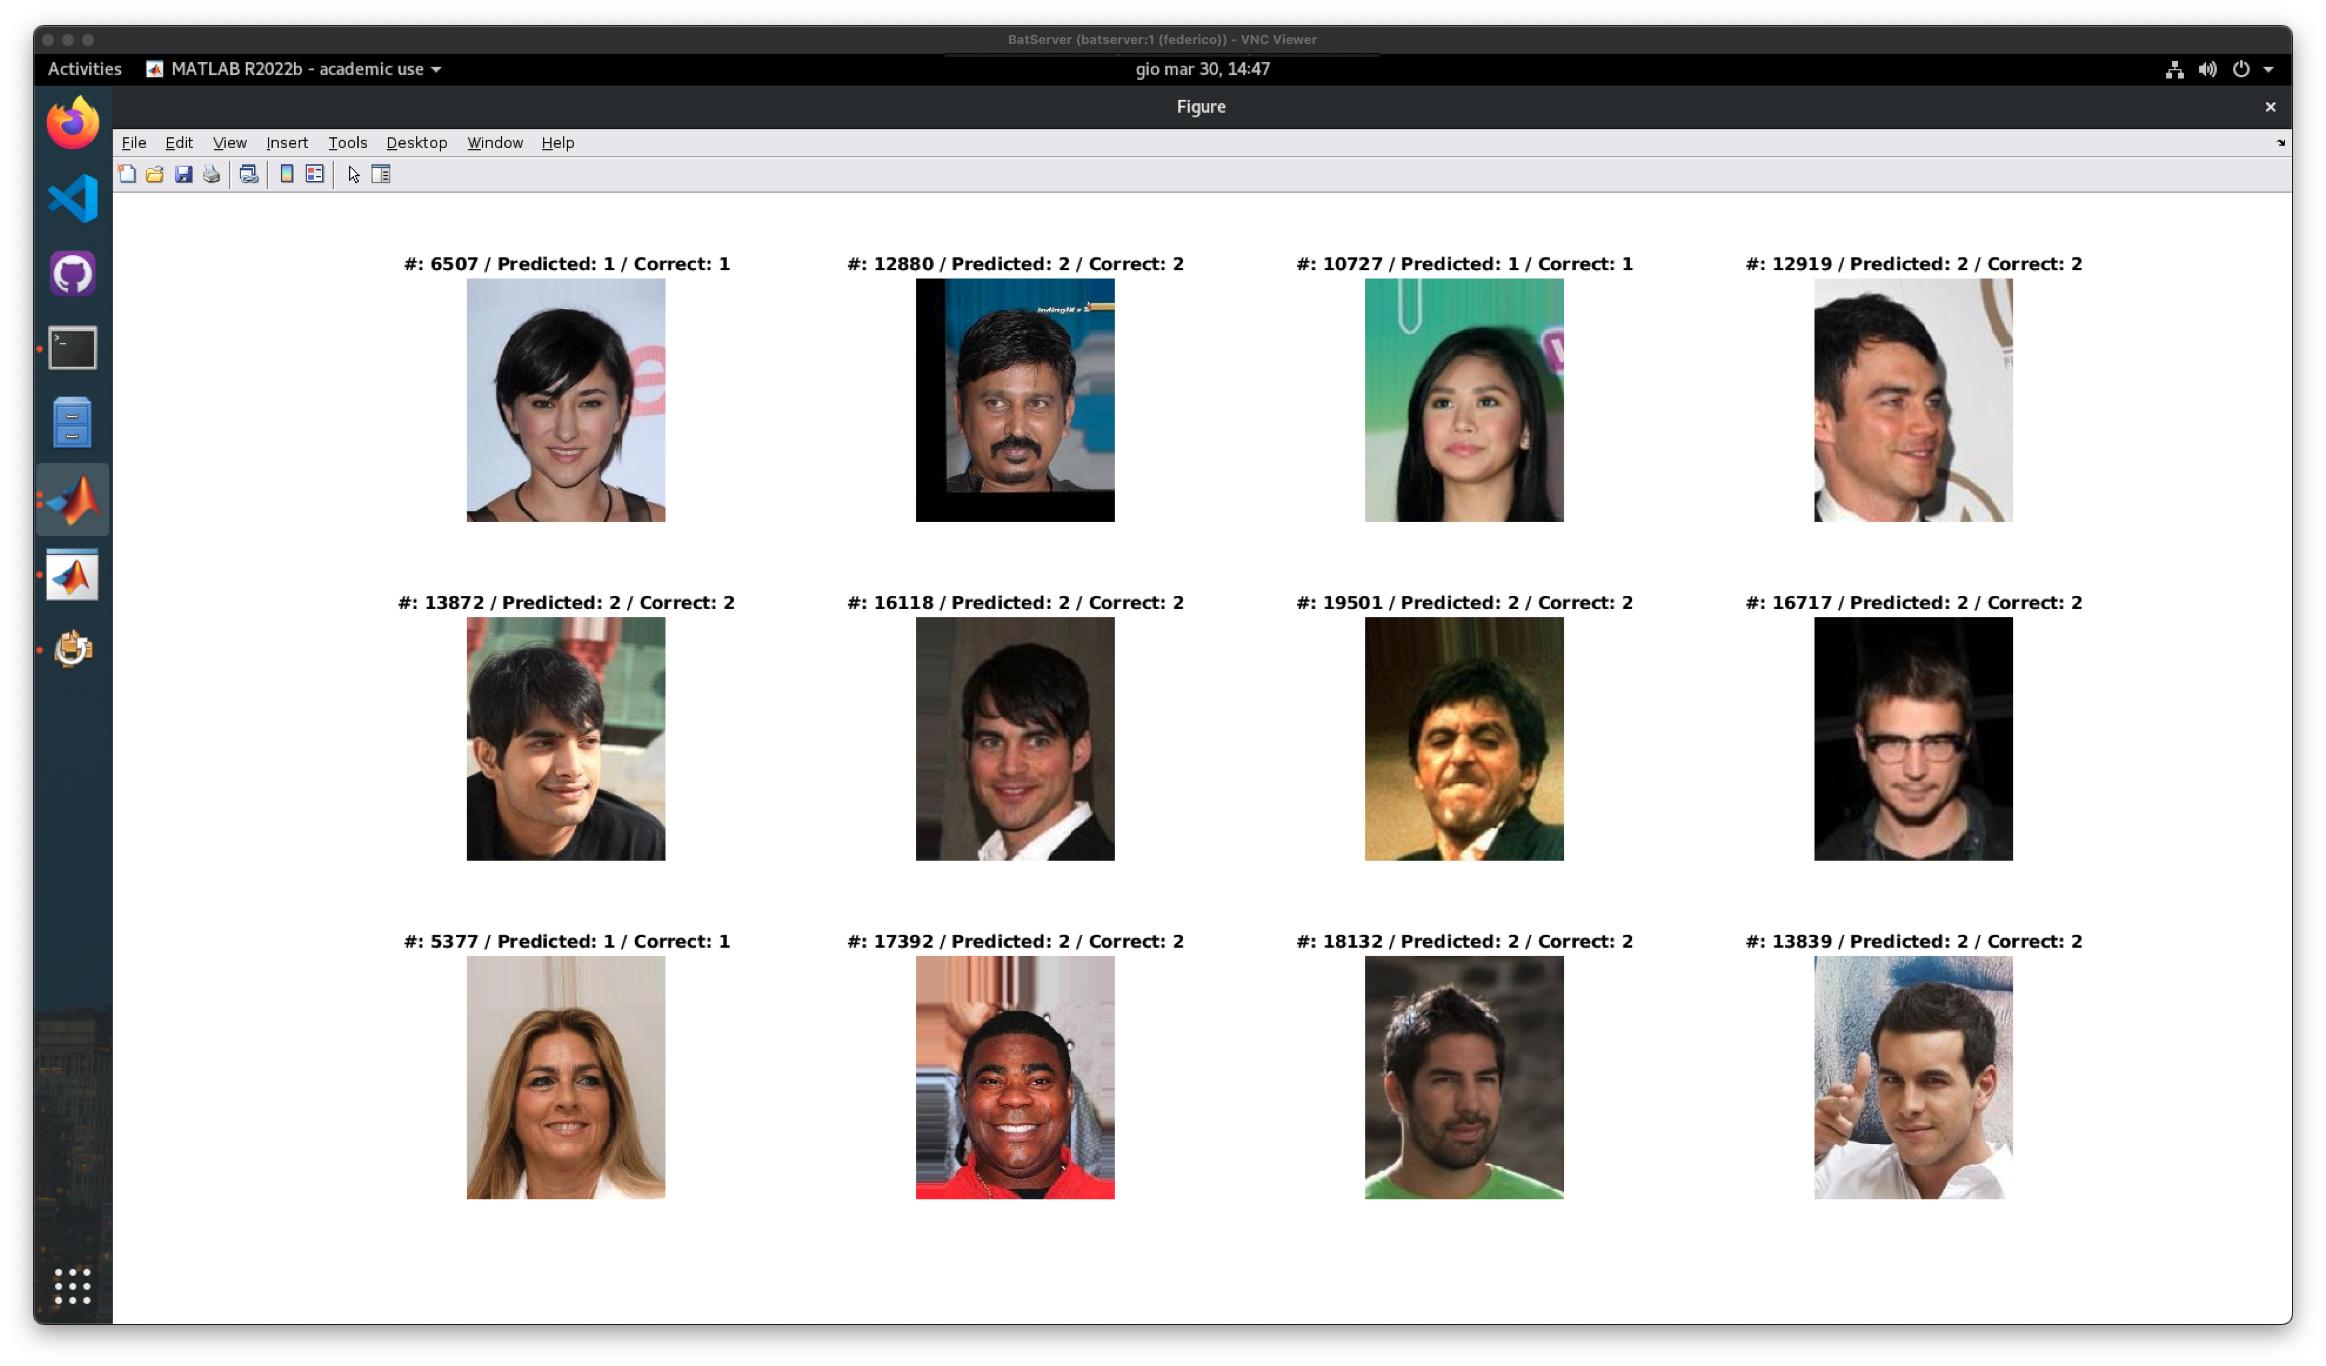 BatServer (batserver:1 (federico)) - VNC Viewer
Activities MATLAB R2022b - academic use gio mar 30, 14:47
Figure
File Edit View Insert Tools Desktop Window Help
#: 6507 / Predicted: 1 / Correct: 1 #: 12880 / Predicted: 2 / Correct: 2 #: 10727 / Predicted: 1 / Correct: 1 #: 12919 / Predicted: 2 / Correct: 2
#: 13872 / Predicted: 2 / Correct: 2 #: 16118 / Predicted: 2 / Correct: 2 #: 19501 / Predicted: 2 / Correct: 2 #: 16717 / Predicted: 2 / Correct: 2
#: 5377 / Predicted: 1 / Correct: 1 #: 17392 / Predicted: 2 / Correct: 2 #: 18132 / Predicted: 2 / Correct: 2 #: 13839 / Predicted: 2 / Correct: 2